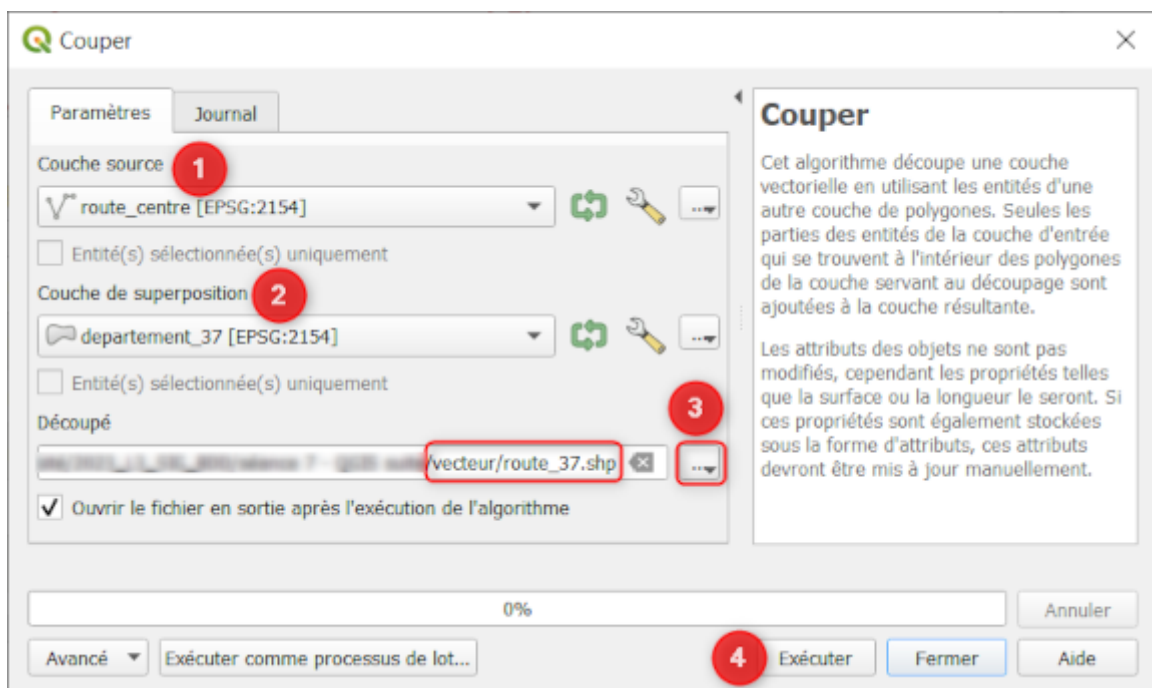 Couper
Paramètres
Journal
Couche source
1
route_centre [EPSG:2154]
...
Entité(s) sélectionnée(s) uniquement
Couche de superposition
2
departement_37 [EPSG:2154]
...
Entité(s) sélectionnée(s) uniquement
3
Découpé
/vecteur/route_37.shp
...
Ouvrir le fichier en sortie après l'exécution de l'algorithme
Couper
Cet algorithme découpe une couche
vectorielle en utilisant les entités d'une
autre couche de polygones. Seules les
parties des entités de la couche d'entrée
qui se trouvent à l'intérieur des polygones
de la couche servant au découpage sont
ajoutées à la couche résultante.
Les attributs des objets ne sont pas
modifiés, cependant les propriétés telles
que la surface ou la longueur le seront. Si
ces propriétés sont également stockées
sous la forme d'attributs, ces attributs
devront être mis à jour manuellement.
0%
Annuler
Avancé
Exécuter comme processus de lot...
4
Exécuter
Fermer
Aide